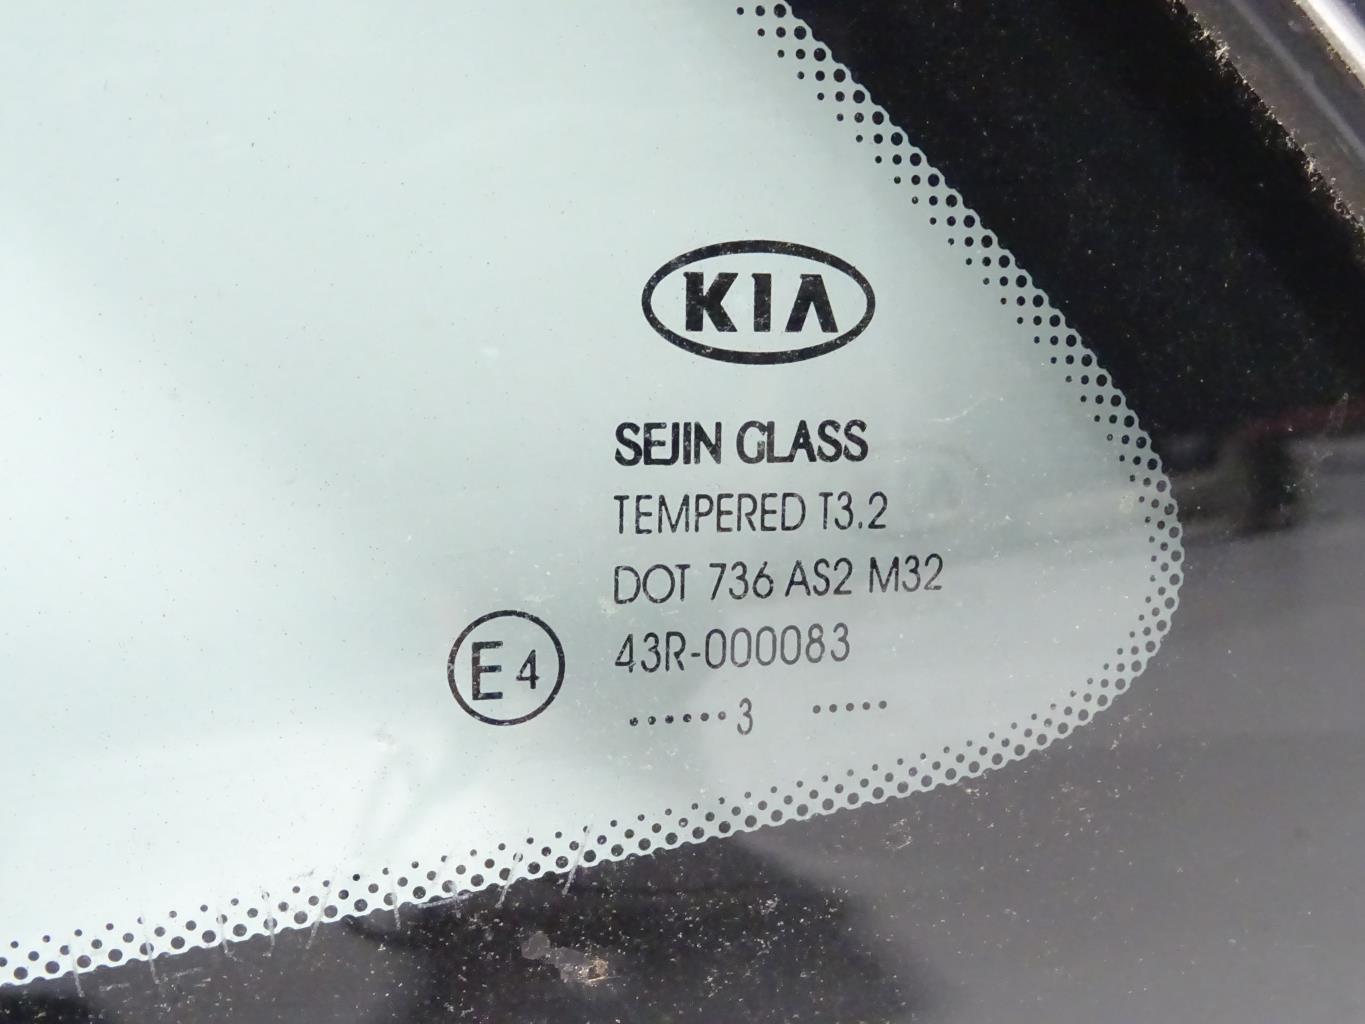 KIA
SEJIN GLASS
TEMPERED T3.2
DOT 736 AS2 M32
E4 43R-000083
······3 ·····